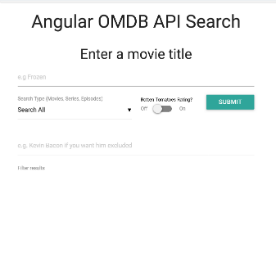 Angular OMDB API Search
Enter a movie title
e.g Frozen
Search Type (Movies, Series, Episodes)
Search All
Rotten Tomatoes Rating?
Off On
SUBMIT
e.g. Kevin Bacon if you want him excluded
Filter results